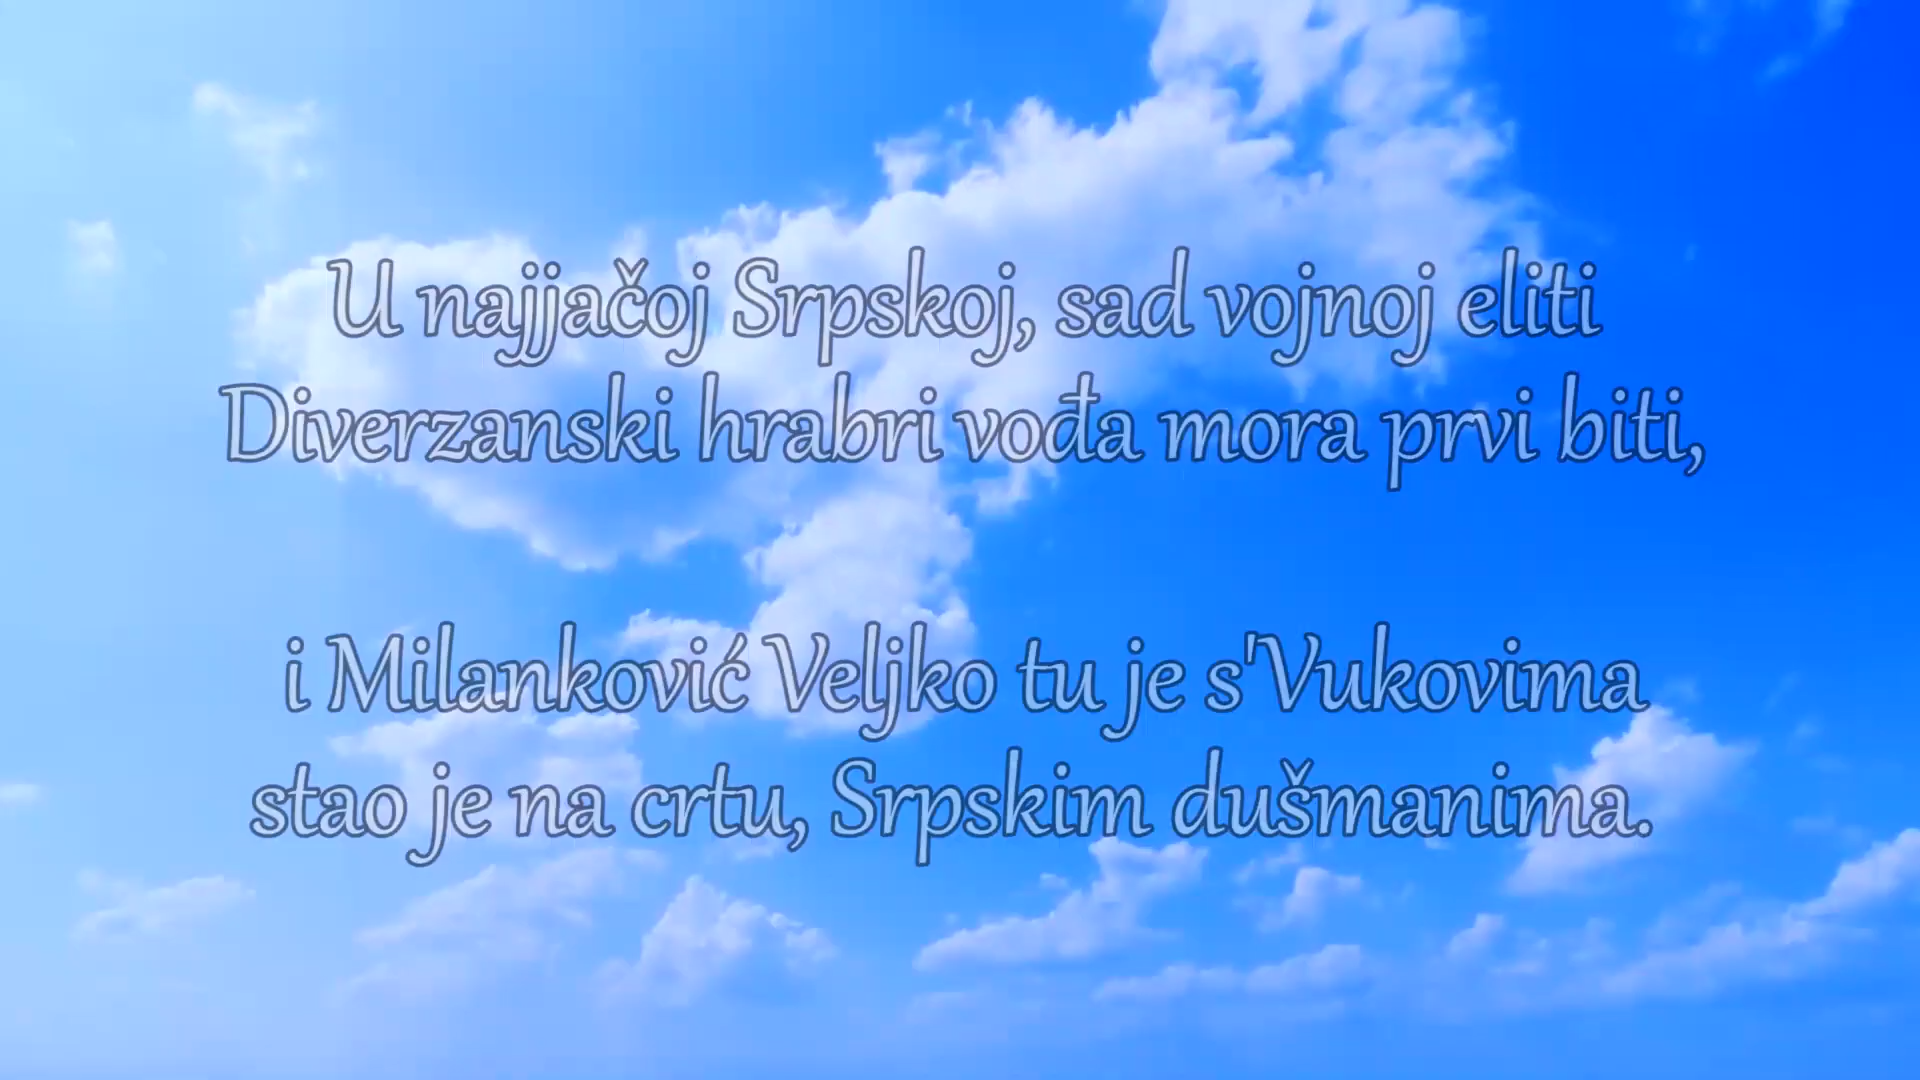 U najjačoj Srpskoj, sad vojnoj eliti
Diverzanski hrabri vođa mora prvi biti,
i Milanković Veljko tu je s'Vukovima
stao je na crtu, Srpskim dušmanima.